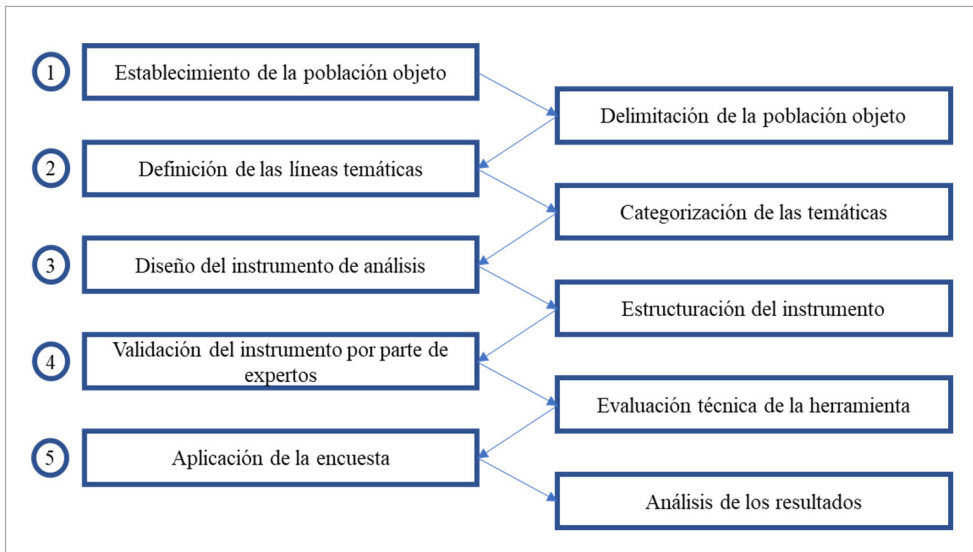 1
Establecimiento de la población objeto
Delimitación de la población objeto
2
Definición de las líneas temáticas
Categorización de las temáticas
3
Diseño del instrumento de análisis
Estructuración del instrumento
4
Validación del instrumento por parte de
expertos
Evaluación técnica de la herramienta
5
Aplicación de la encuesta
Análisis de los resultados